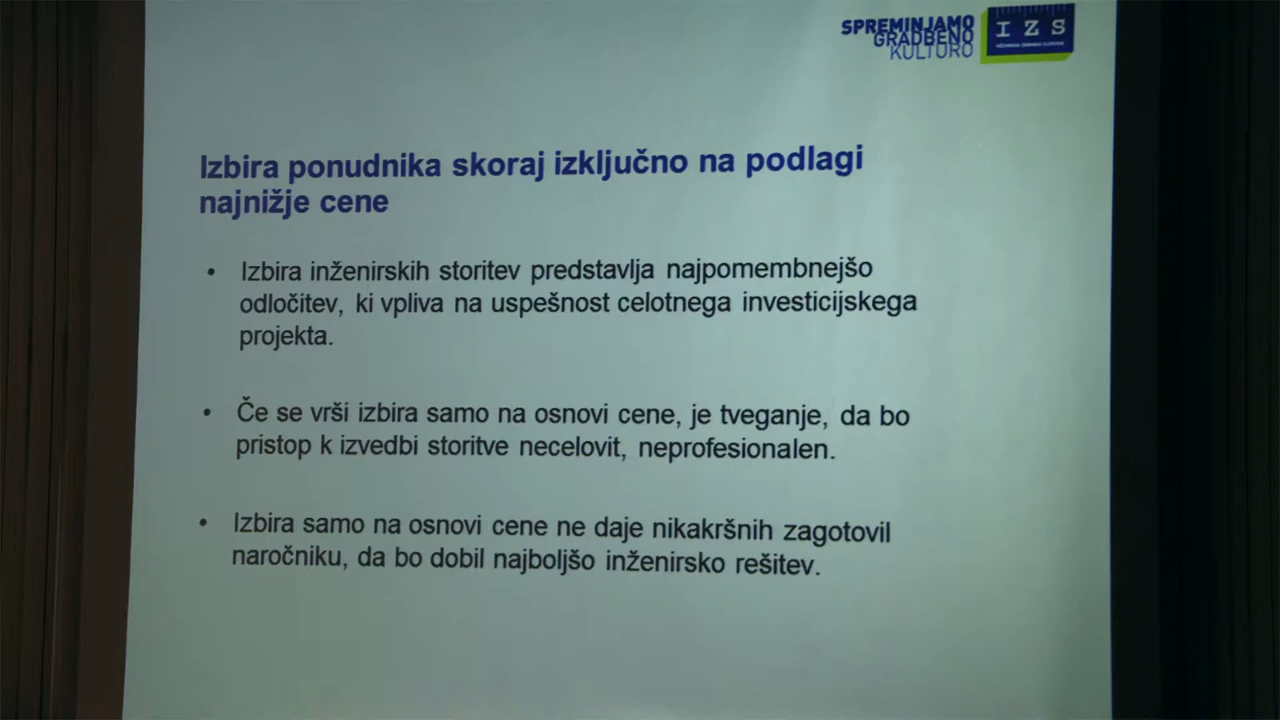 SPREMINJAMO
GRADBENO
KULTURO
IZS
Izbira ponudnika skoraj izključno na podlagi
najnižje cene
• Izbira inženirskih storitev predstavlja najpomembnejšo
odločitev, ki vpliva na uspešnost celotnega investicijskega
projekta.
• Če se vrši izbira samo na osnovi cene, je tveganje, da bo
pristop k izvedbi storitve necelovit, neprofesionalen.
• Izbira samo na osnovi cene ne daje nikakršnih zagotovil
naročniku, da bo dobil najboljšo inženirsko rešitev.